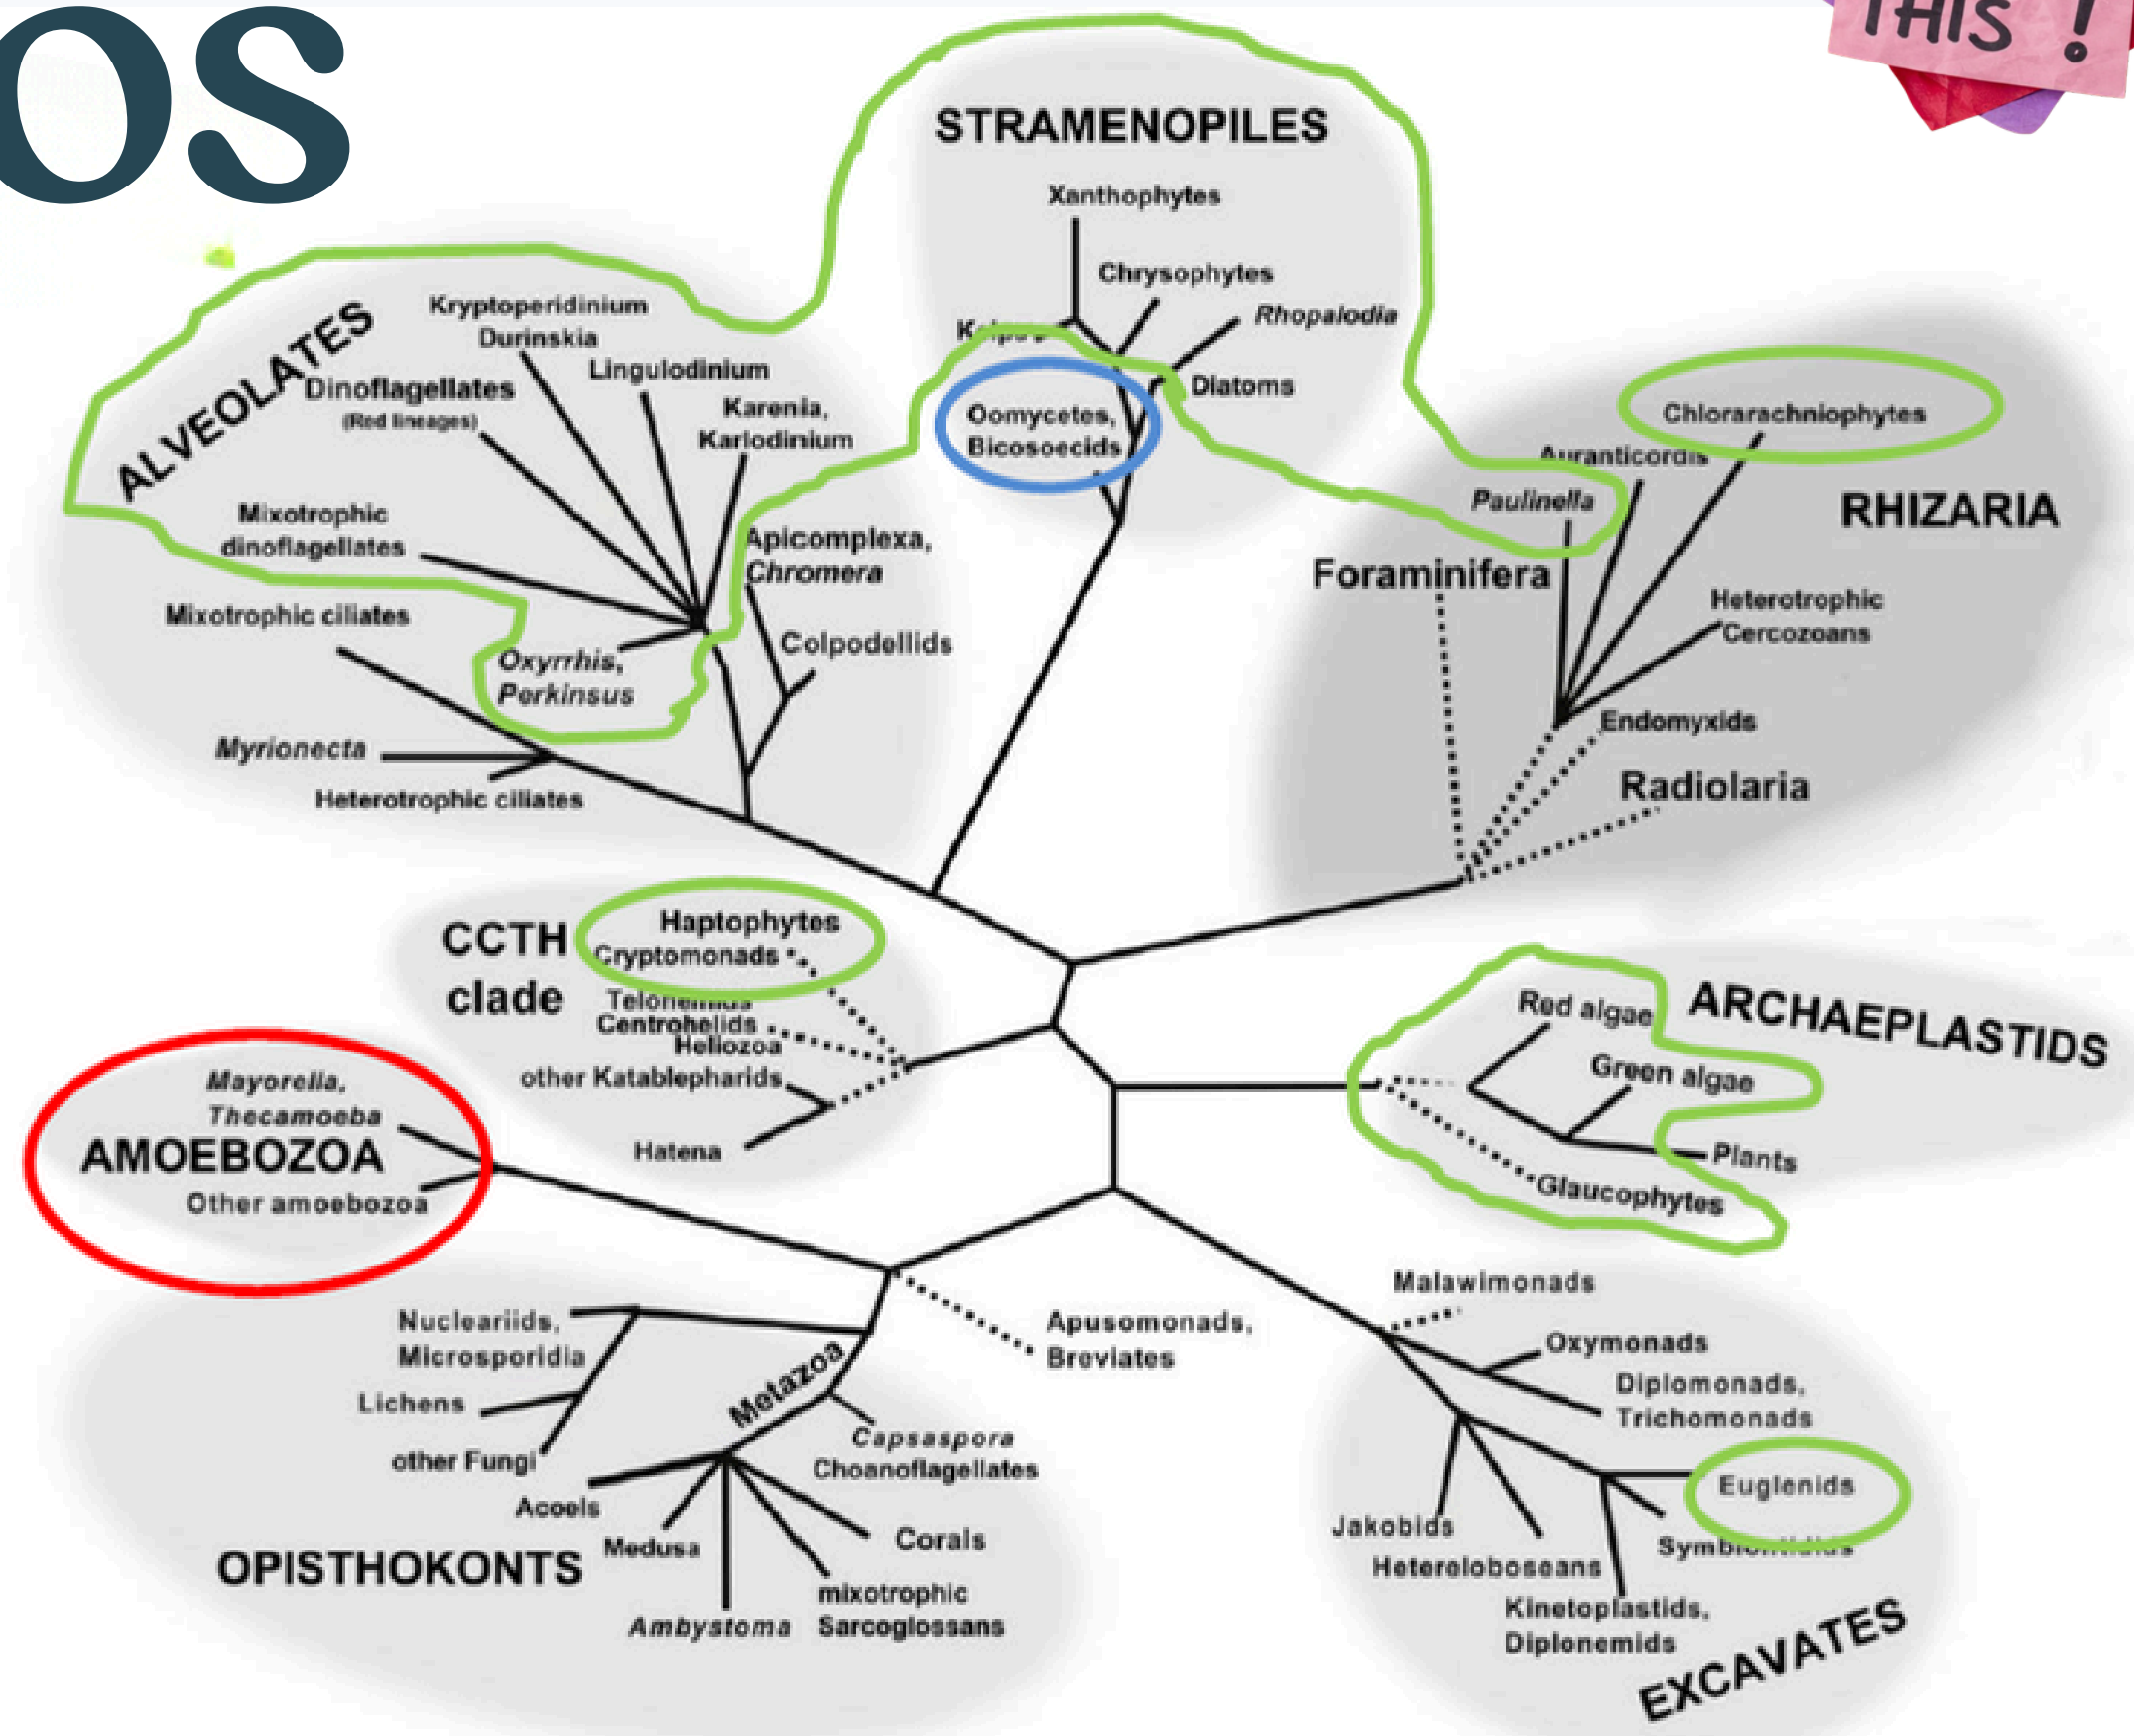 OS
THIS !
STRAMENOPILES
Xanthophytes
Chrysophytes
Rhopalodia
Diatoms
Oomycetes,
Bicosoecids
ALVEOLATES
Kryptoperidinium
Durinskia
Dinoflagellates
(Red lineages)
Lingulodinium
Karenia,
Karlodinium
Mixotrophic
dinoflagellates
Apicomplexa,
Chromera
Mixotrophic ciliates
Colpodellids
Oxyrrhis,
Perkinsus
Myrionecta
Heterotrophic ciliates
Chlorarachniophytes
Auranticordis
Paulinella
RHIZARIA
Foraminifera
Heterotrophic
Cercozoans
Endomyxids
Radiolaria
CCTH
clade
Haptophytes
Cryptomonads
Telonemids
Centrohelids
Heliozoa
other Katablepharids
Hatena
Red algae
ARCHAEPLASTIDS
Green algae
Plants
Glaucophytes
Mayorella,
Thecamoeba
AMOEBOZOA
Other amoebozoa
Nucleariids,
Microsporidia
Lichens
other Fungi
Metazoa
Capsaspora
Choanoflagellates
Acoels
Medusa
Ambystoma
Corals
mixotrophic
Sarcoglossans
OPISTHOKONTS
Apusomonads,
Breviates
Malawimonads
Oxymonads
Diplomonads,
Trichomonads
Euglenids
Symbiontidids
Jakobids
Hetereloboseans
Kinetoplastids,
Diplonemids
EXCAVATES